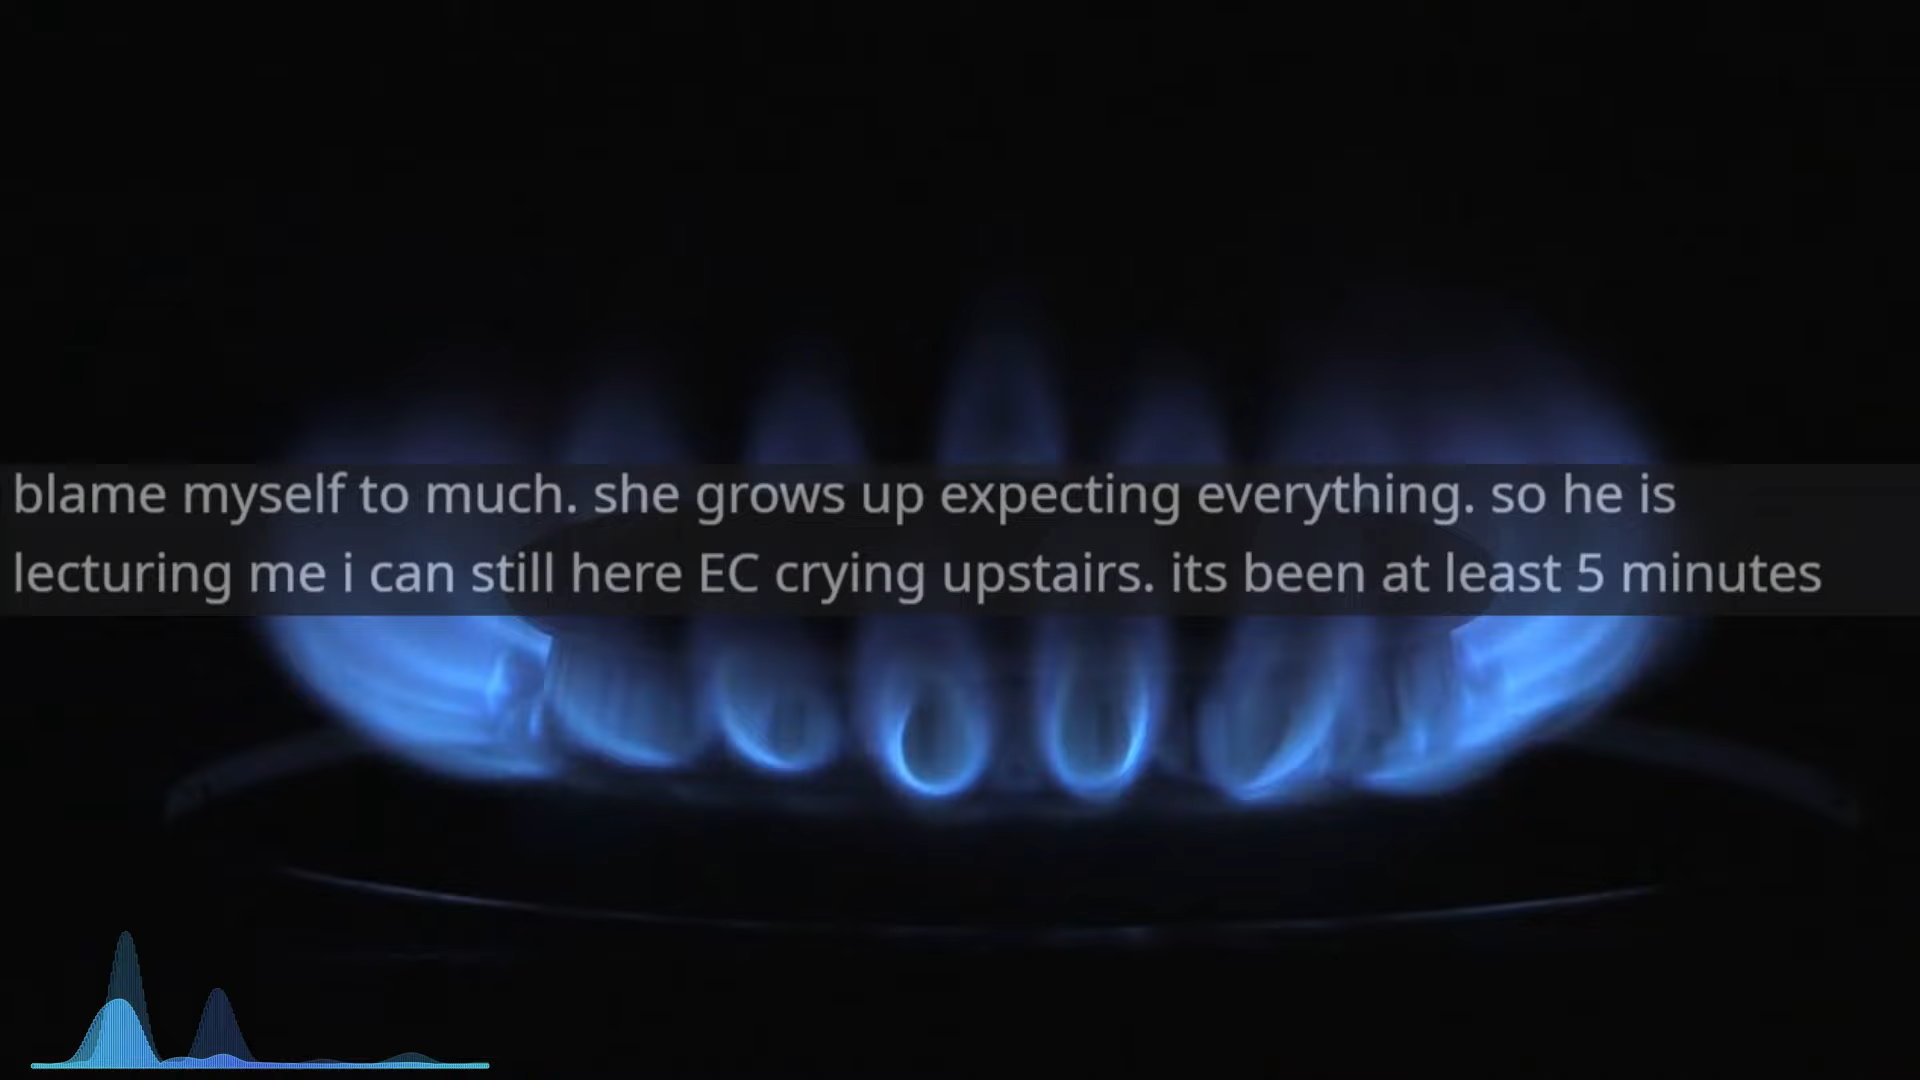 blame myself to much. she grows up expecting everything. so he is
lecturing me i can still here EC crying upstairs. its been at least 5 minutes